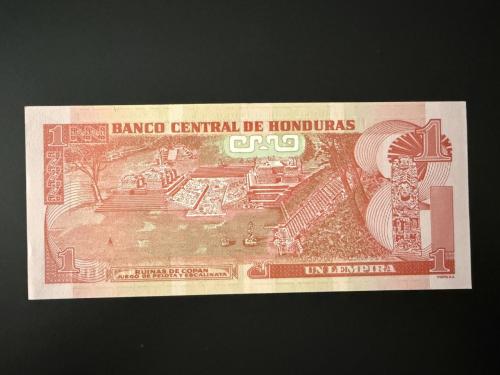 BANCO CENTRAL DE HONDURAS
1
1
1
RUINAS DE COPAN
JUEGO DE PELOTA Y ESCALINATA
UN LEMPIRA
1